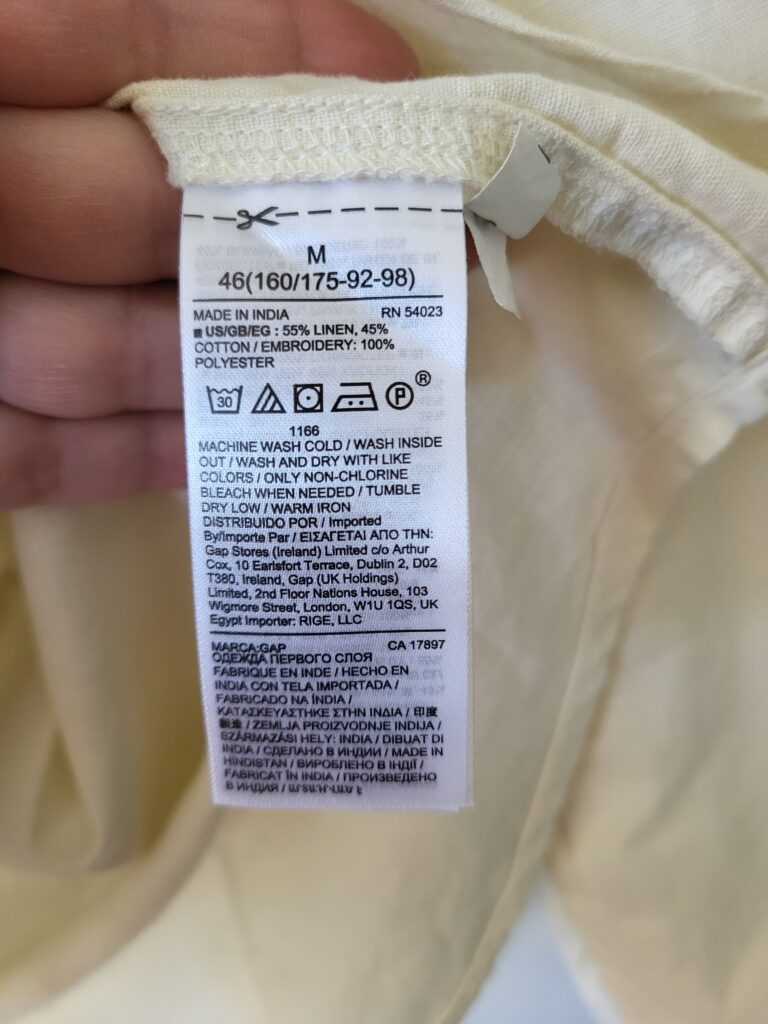 M
46(160/175-92-98)
MADE IN INDIA RN 54023
US/GB/EG : 55% LINEN, 45%
COTTON / EMBROIDERY: 100%
POLYESTER
30 P ®
1166
MACHINE WASH COLD / WASH INSIDE
OUT / WASH AND DRY WITH LIKE
COLORS / ONLY NON-CHLORINE
BLEACH WHEN NEEDED / TUMBLE
DRY LOW / WARM IRON
DISTRIBUIDO POR / Imported
By/Importe Par / ΕΙΣΑΓΕΤΑΙ ΑΠΟ ΤΗΝ:
Gap Stores (Ireland) Limited c/o Arthur
Cox, 10 Earlsfort Terrace, Dublin 2, D02
T380, Ireland, Gap (UK Holdings)
Limited, 2nd Floor Nations House, 103
Wigmore Street, London, W1U 1QS, UK
Egypt Importer: RIGE, LLC
MARCA:GAP CA 17897
ОДЕЖДА ПЕРВОГО СЛОЯ
FABRIQUE EN INDE / HECHO EN
INDIA CON TELA IMPORTADA /
FABRICADO NA ÍNDIA /
ΚΑΤΑΣΚΕΥΑΣΤΗΚΕ ΣΤΗΝ ΙΝΔΙΑ / 印度
製造 / ZEMLJA PROIZVODNJE INDIJA /
SZÁRMAZÁSI HELY: INDIA / DIBUAT DI
INDIA / СДЕЛАНО В ИНДИИ / MADE IN
HINDISTAN / ВИРОБЛЕНО В ІНДІЇ /
FABRICAT ÎN INDIA / ПРОИЗВЕДЕНО
В ИНДИЯ /